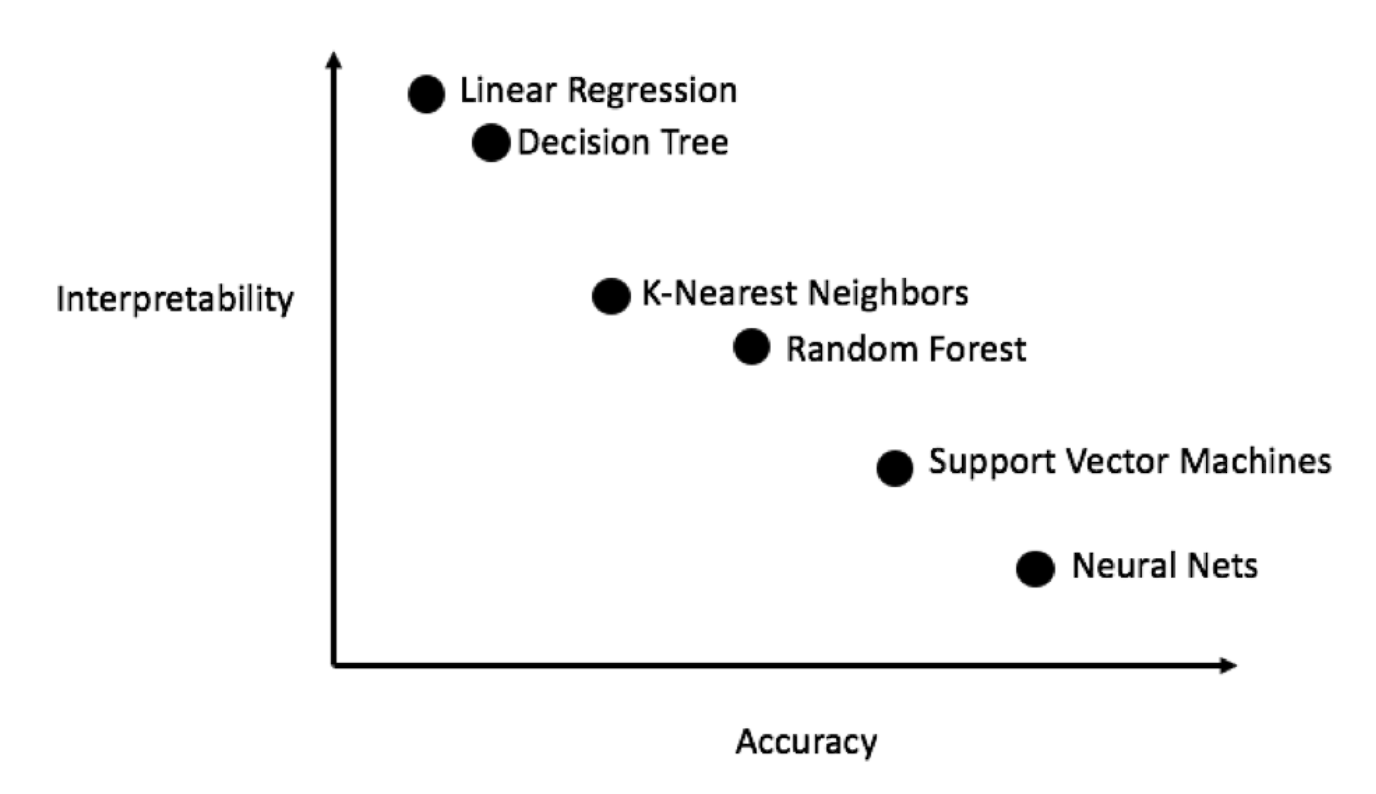 Linear Regression
Decision Tree
Interpretability
K-Nearest Neighbors
Random Forest
Support Vector Machines
Neural Nets
Accuracy